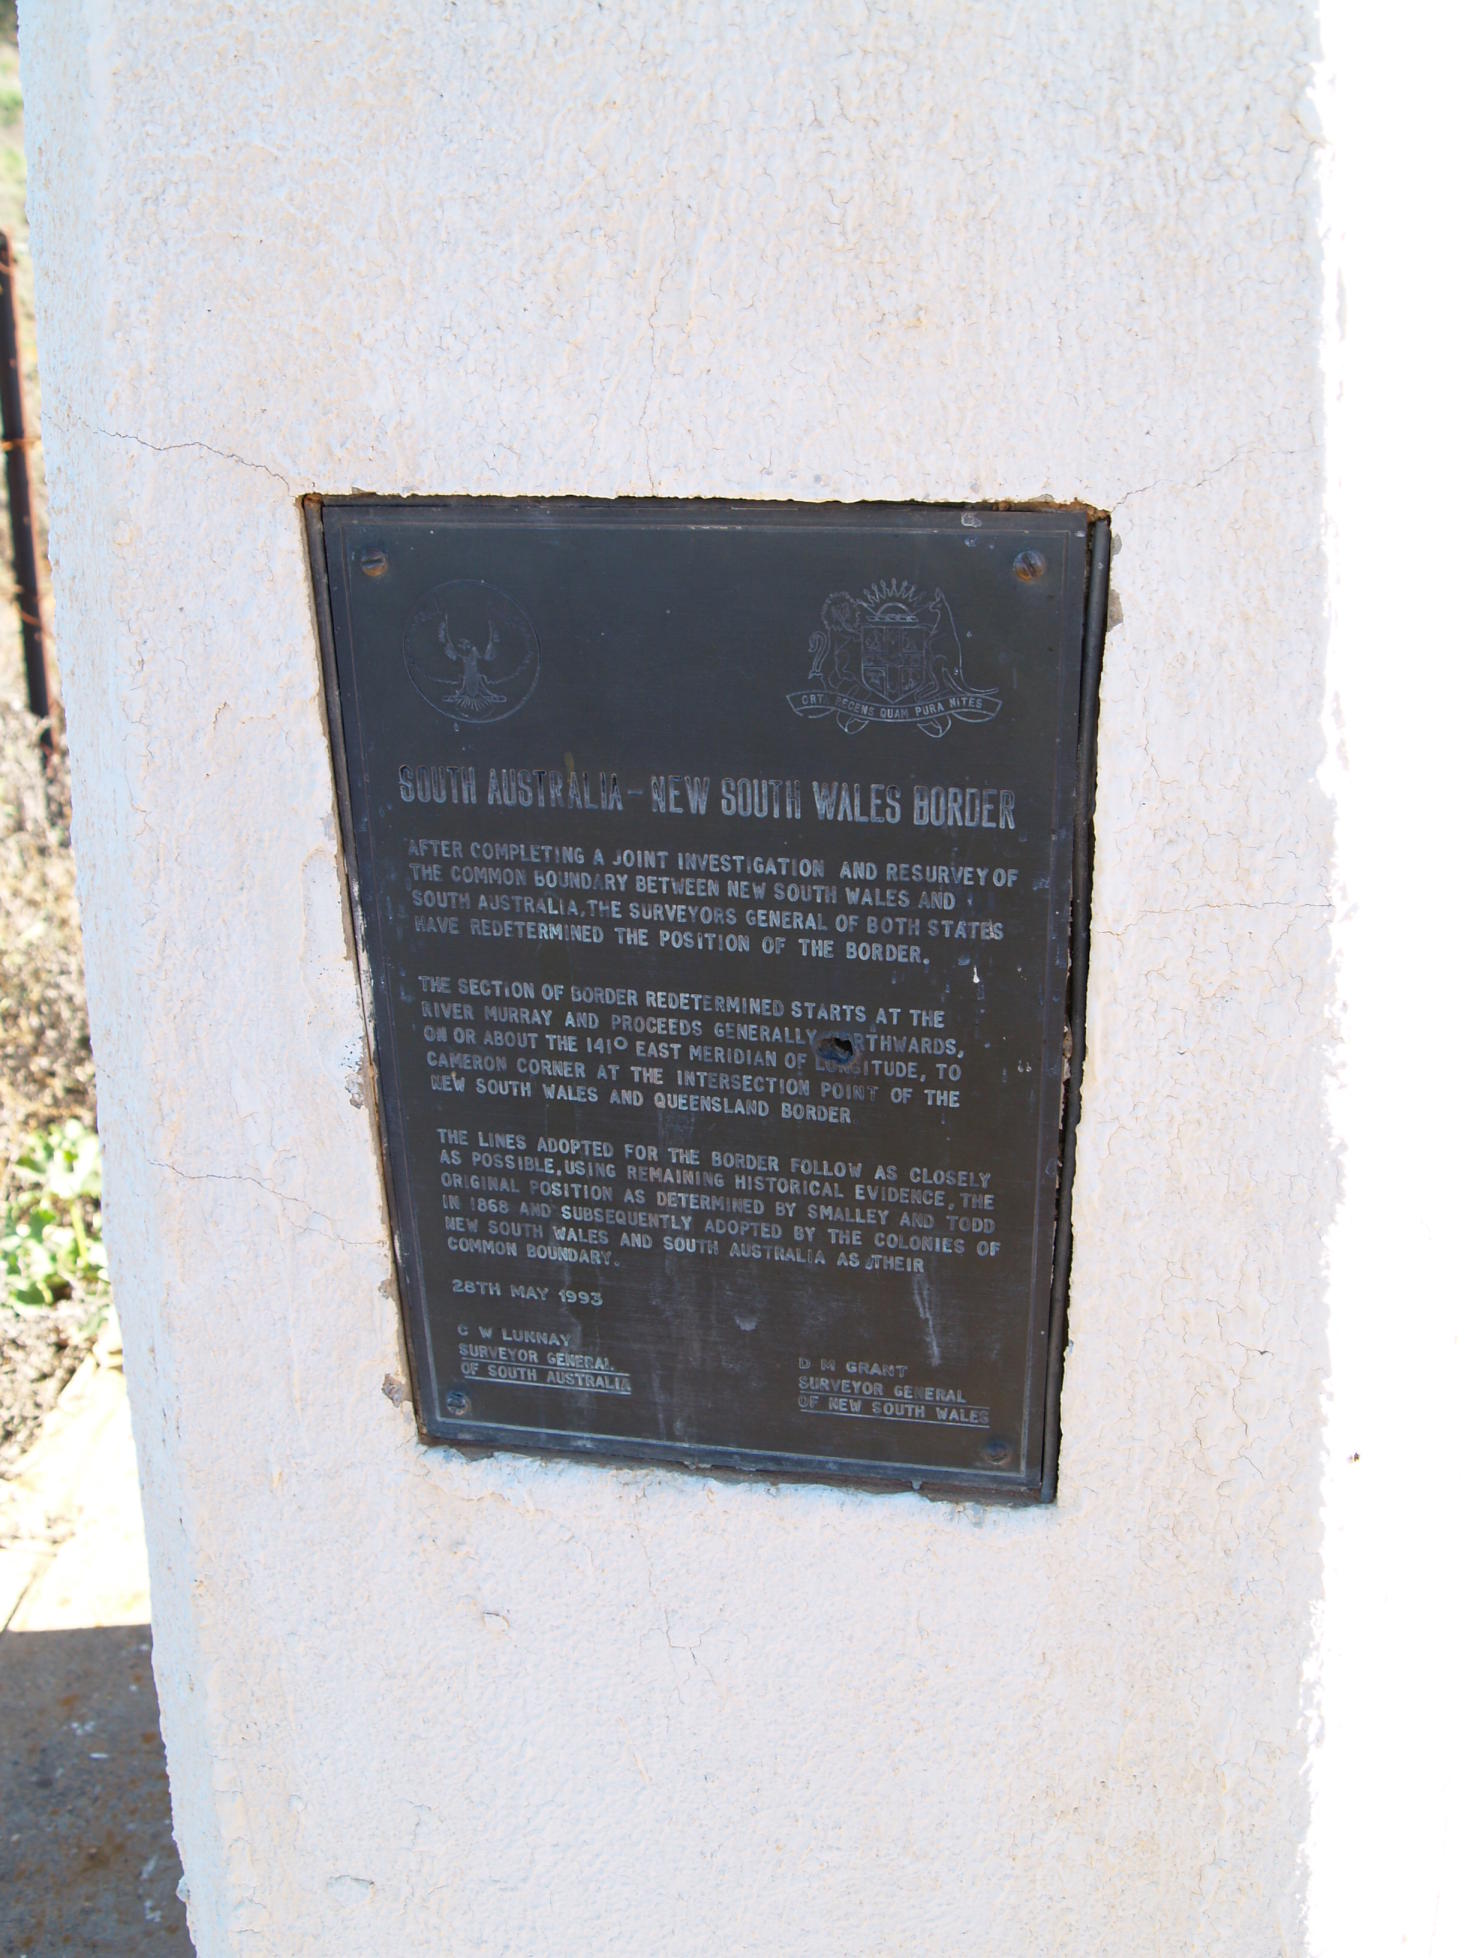 ORTA RECENS QUAM PURA NITES
SOUTH AUSTRALIA - NEW SOUTH WALES BORDER
AFTER COMPLETING A JOINT INVESTIGATION AND RESURVEY OF
THE COMMON BOUNDARY BETWEEN NEW SOUTH WALES AND
SOUTH AUSTRALIA, THE SURVEYORS GENERAL OF BOTH STATES
HAVE REDETERMINED THE POSITION OF THE BORDER.
THE SECTION OF BORDER REDETERMINED STARTS AT THE
RIVER MURRAY AND PROCEEDS GENERALLY NORTHWARDS,
ON OR ABOUT THE 141° EAST MERIDIAN OF LONGITUDE, TO
CAMERON CORNER AT THE INTERSECTION POINT OF THE
NEW SOUTH WALES AND QUEENSLAND BORDER
THE LINES ADOPTED FOR THE BORDER FOLLOW AS CLOSELY
AS POSSIBLE, USING REMAINING HISTORICAL EVIDENCE, THE
ORIGINAL POSITION AS DETERMINED BY SMALLEY AND TODD
IN 1868 AND SUBSEQUENTLY ADOPTED BY THE COLONIES OF
NEW SOUTH WALES AND SOUTH AUSTRALIA AS THEIR
COMMON BOUNDARY.
28TH MAY 1993
C W LUNNAY
SURVEYOR GENERAL
OF SOUTH AUSTRALIA
D M GRANT
SURVEYOR GENERAL
OF NEW SOUTH WALES